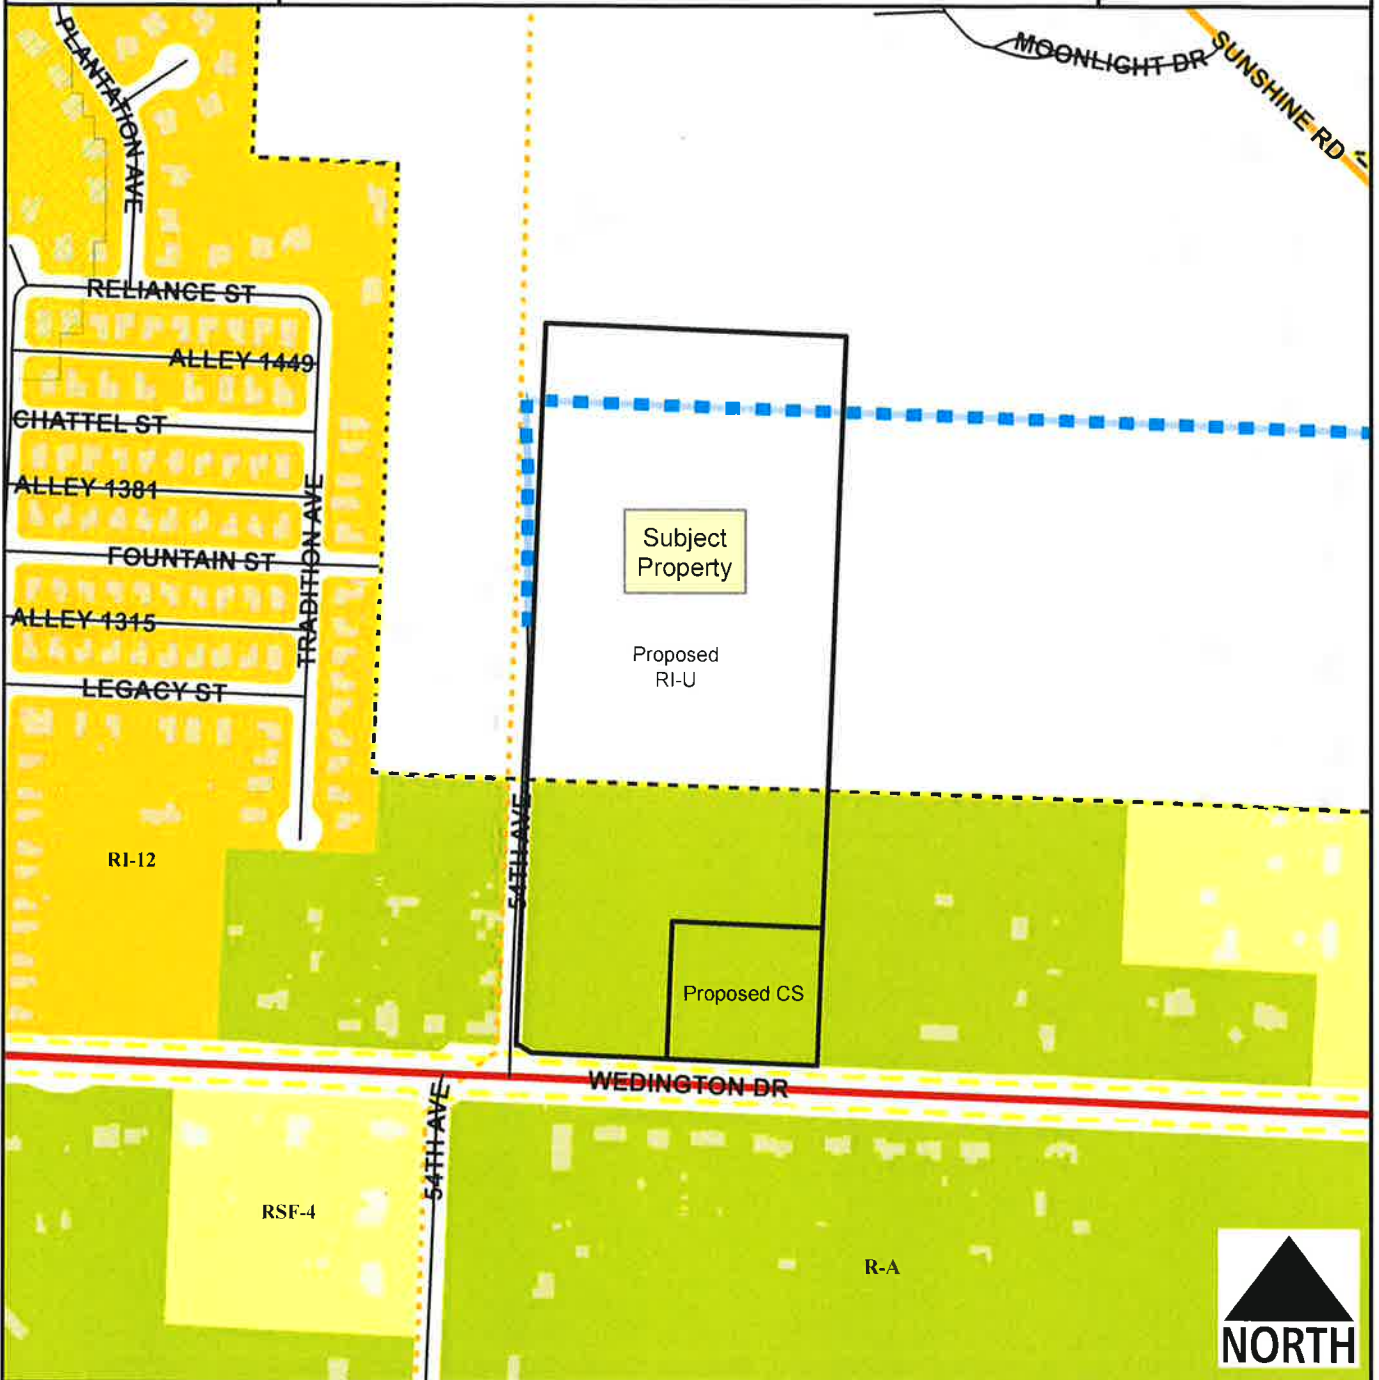 PLANTATION AVE
MOONLIGHT DR
SUNSHINE RD
RELIANCE ST
ALLEY 1449
CHATTEL ST
ALLEY 1381
TRADITION AVE
FOUNTAIN ST
ALLEY 1315
LEGACY ST
Subject
Property
Proposed
RI-U
54TH AVE
RI-12
Proposed CS
WEDINGTON DR
54TH AVE
RSF-4
R-A
NORTH